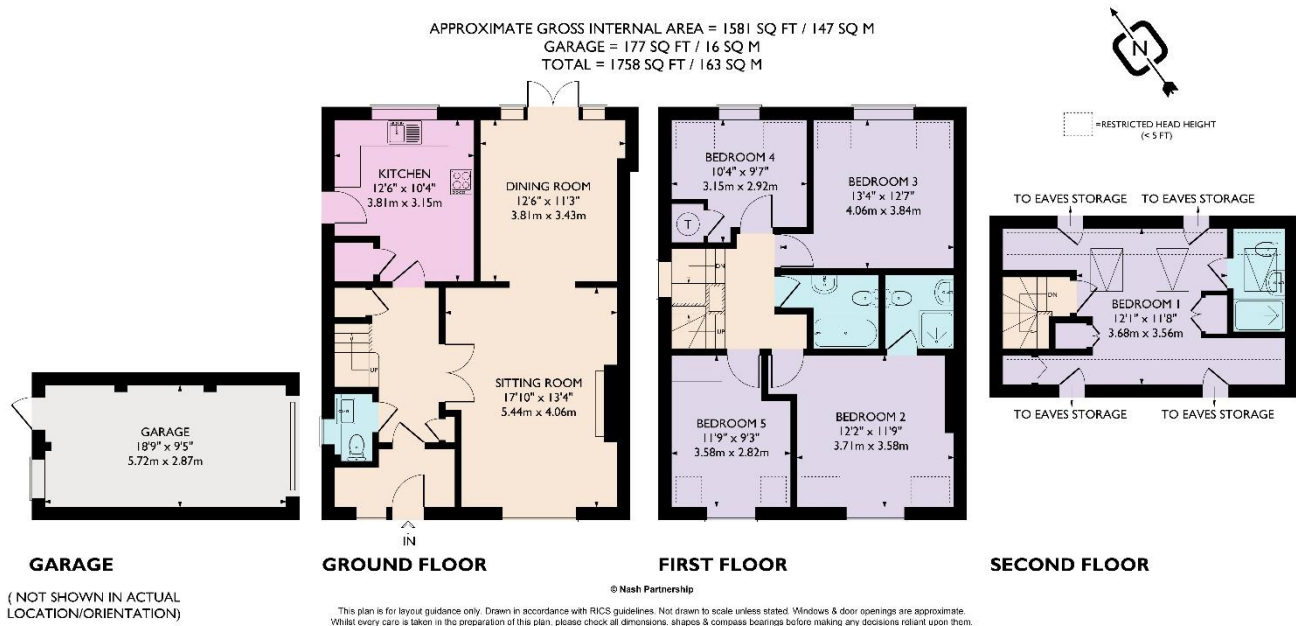 APPROXIMATE GROSS INTERNAL AREA = 1581 SQ FT / 147 SQ M
GARAGE = 177 SQ FT / 16 SQ M
TOTAL = 1758 SQ FT / 163 SQ M
N
=RESTRICTED HEAD HEIGHT
(< 5 FT)
KITCHEN
12'6" x 10'4"
3.81m x 3.15m
DINING ROOM
12'6" x 11'3"
3.81m x 3.43m
UP
SITTING ROOM
17'10" x 13'4"
5.44m x 4.06m
IN
BEDROOM 4
10'4" x 9'7"
3.15m x 2.92m
BEDROOM 3
13'4" x 12'7"
4.06m x 3.84m
T
DN
UP
BEDROOM 5
11'9" x 9'3"
3.58m x 2.82m
BEDROOM 2
12'2" x 11'9"
3.71m x 3.58m
TO EAVES STORAGE
TO EAVES STORAGE
DN
BEDROOM 1
12'1" x 11'8"
3.68m x 3.56m
TO EAVES STORAGE
TO EAVES STORAGE
GARAGE
18'9" x 9'5"
5.72m x 2.87m
GARAGE
GROUND FLOOR
FIRST FLOOR
SECOND FLOOR
( NOT SHOWN IN ACTUAL
LOCATION/ORIENTATION)
© Nash Partnership
This plan is for layout guidance only. Drawn in accordance with RICS guidelines. Not drawn to scale unless stated. Windows & door openings are approximate.
Whilst every care is taken in the preparation of this plan, please check all dimensions, shapes & compass bearings before making any decisions reliant upon them.